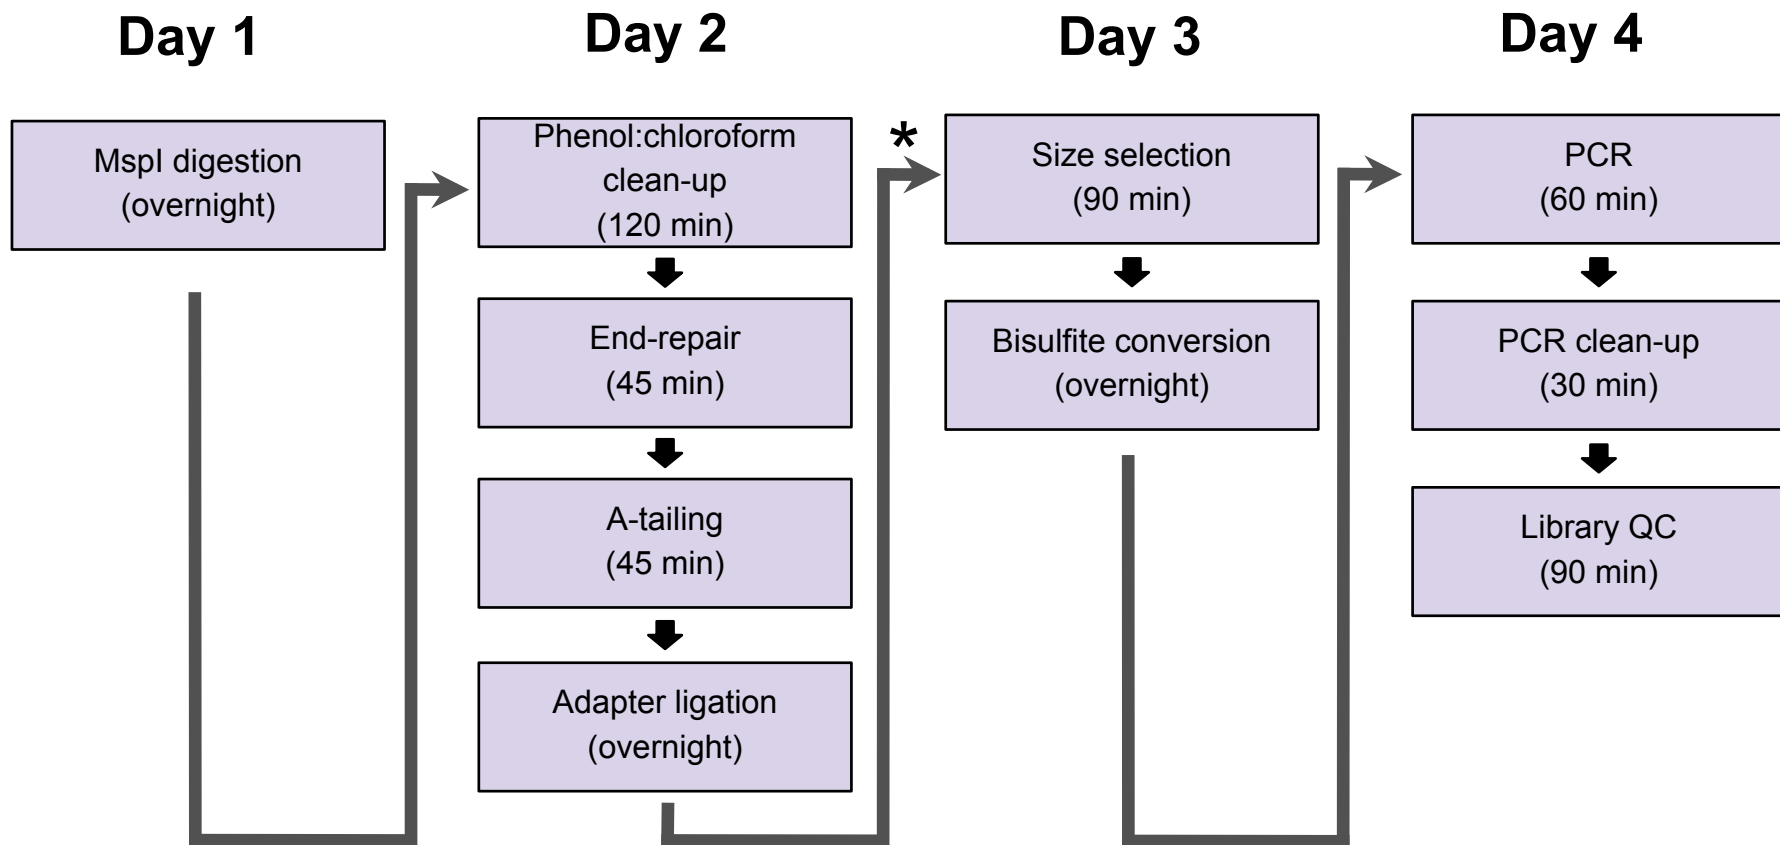 Day 1
MspI digestion
(overnight)
Day 2
Phenol:chloroform
clean-up
(120 min)
End-repair
(45 min)
A-tailing
(45 min)
Adapter ligation
(overnight)
*
Day 3
Size selection
(90 min)
Bisulfite conversion
(overnight)
Day 4
PCR
(60 min)
PCR clean-up
(30 min)
Library QC
(90 min)